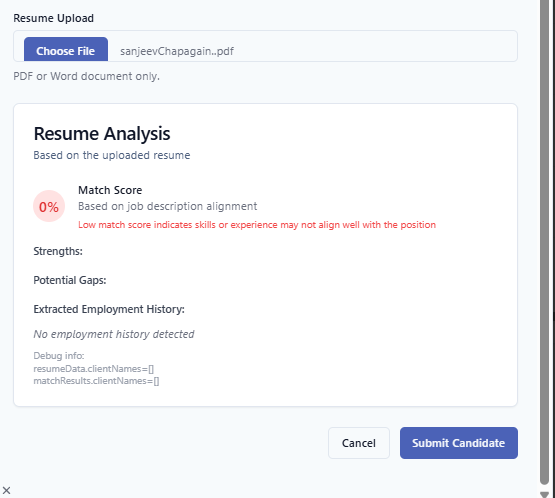 Resume Upload
Choose File sanjeevChapagain..pdf
PDF or Word document only.
Resume Analysis
Based on the uploaded resume
0%
Match Score
Based on job description alignment
Low match score indicates skills or experience may not align well with the position
Strengths:
Potential Gaps:
Extracted Employment History:
No employment history detected
Debug info:
resumeData.clientNames=[]
matchResults.clientNames=[]
Cancel Submit Candidate